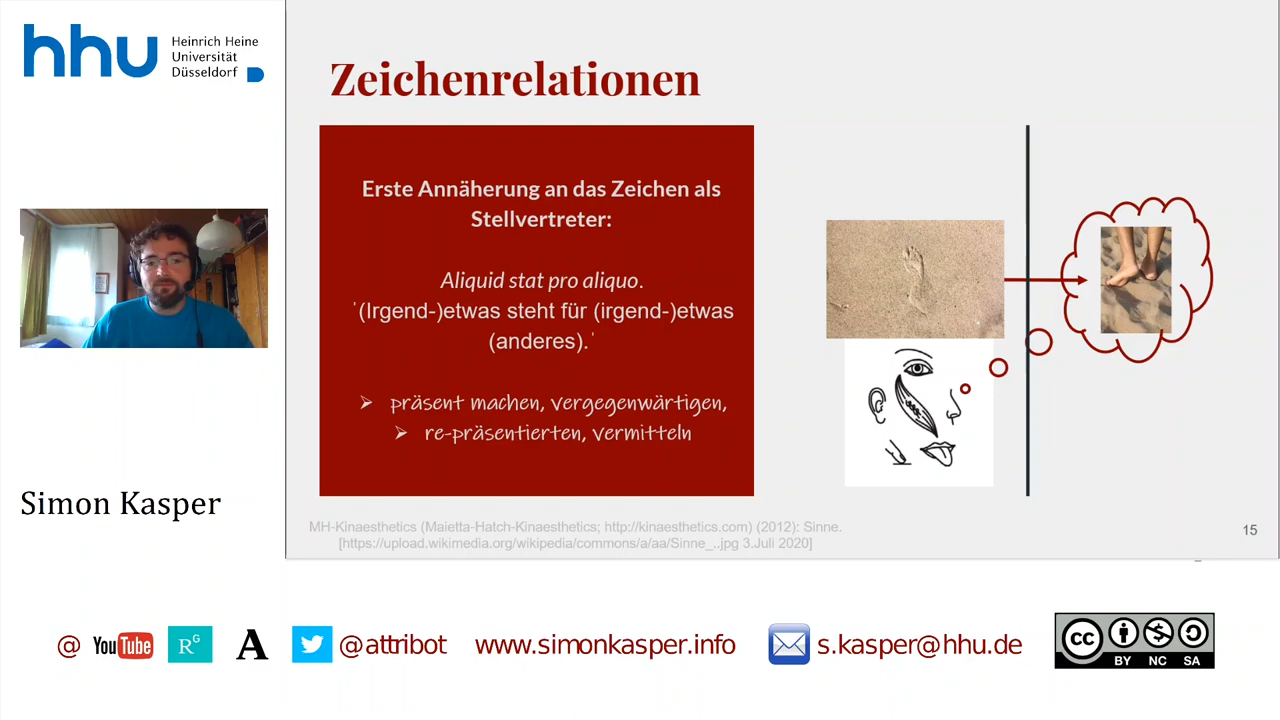 hhu
Heinrich Heine
Universität
Düsseldorf
Zeichenrelationen
Erste Annäherung an das Zeichen als
Stellvertreter:
Aliquid stat pro aliquo.
'(Irgend-)etwas steht für (irgend-)etwas
(anderes).'
präsent machen, vergegenwärtigen,
re-präsentierten, vermitteln
Simon Kasper
MH-Kinaesthetics (Maietta-Hatch-Kinaesthetics; http://kinaesthetics.com) (2012): Sinne.
[https://upload.wikimedia.org/wikipedia/commons/a/aa/Sinne_..jpg 3.Juli 2020]
15
@ YouTube RG A @attribot www.simonkasper.info s.kasper@hhu.de
cc BY NC SA